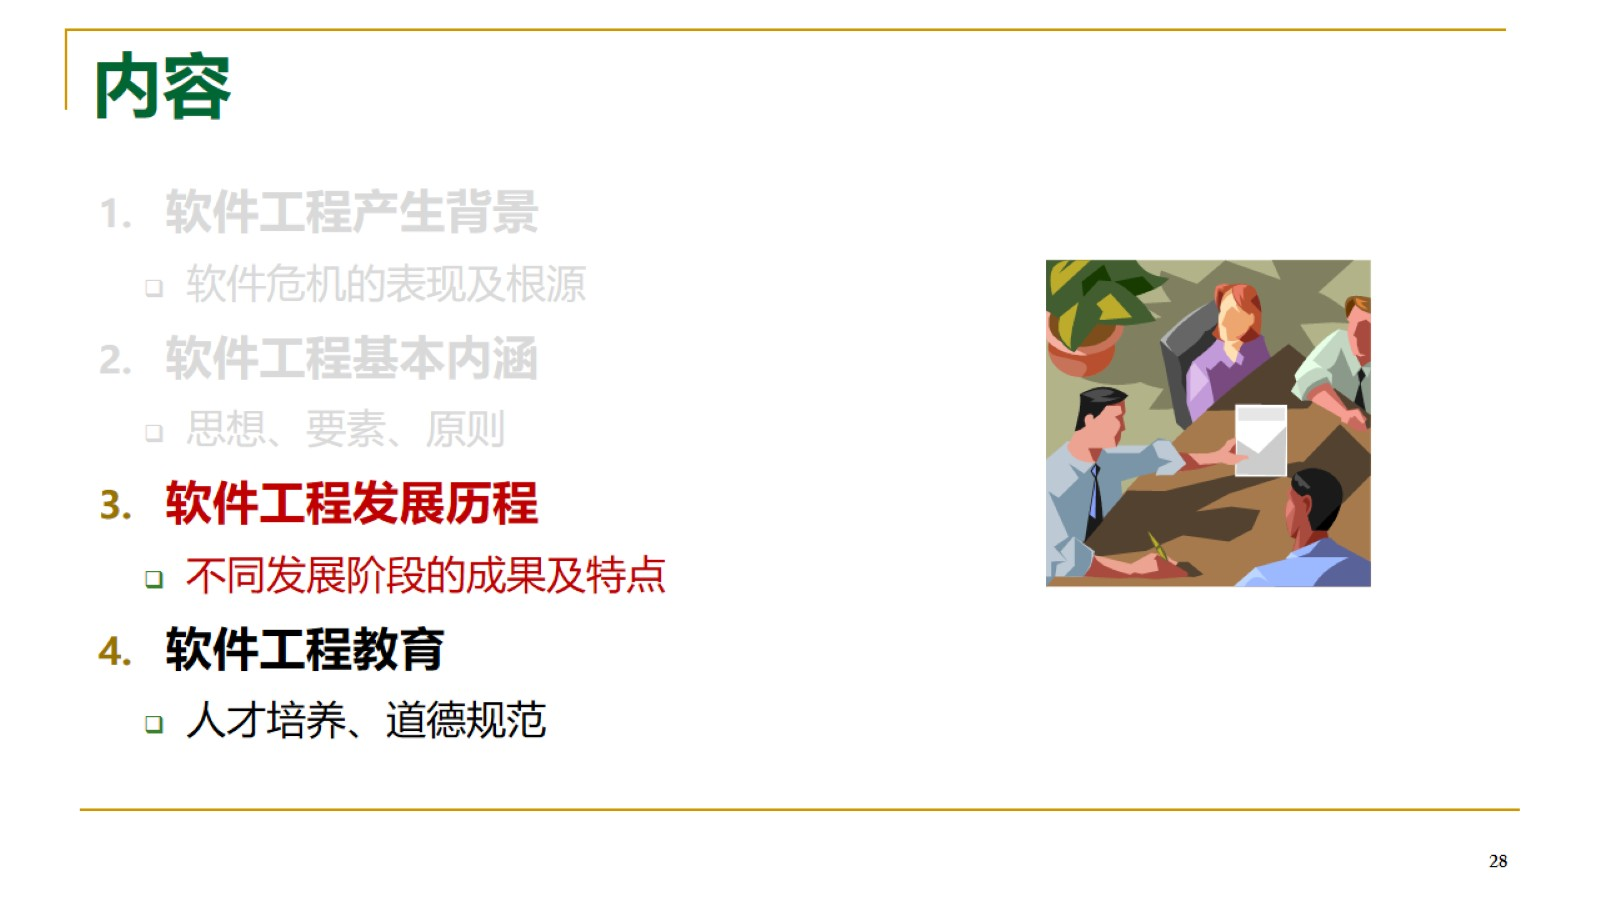 内容
1. 软件工程产生背景
❑ 软件危机的表现及根源
2. 软件工程基本内涵
❑ 思想、要素、原则
3. 软件工程发展历程
❑ 不同发展阶段的成果及特点
4. 软件工程教育
❑ 人才培养、道德规范
28